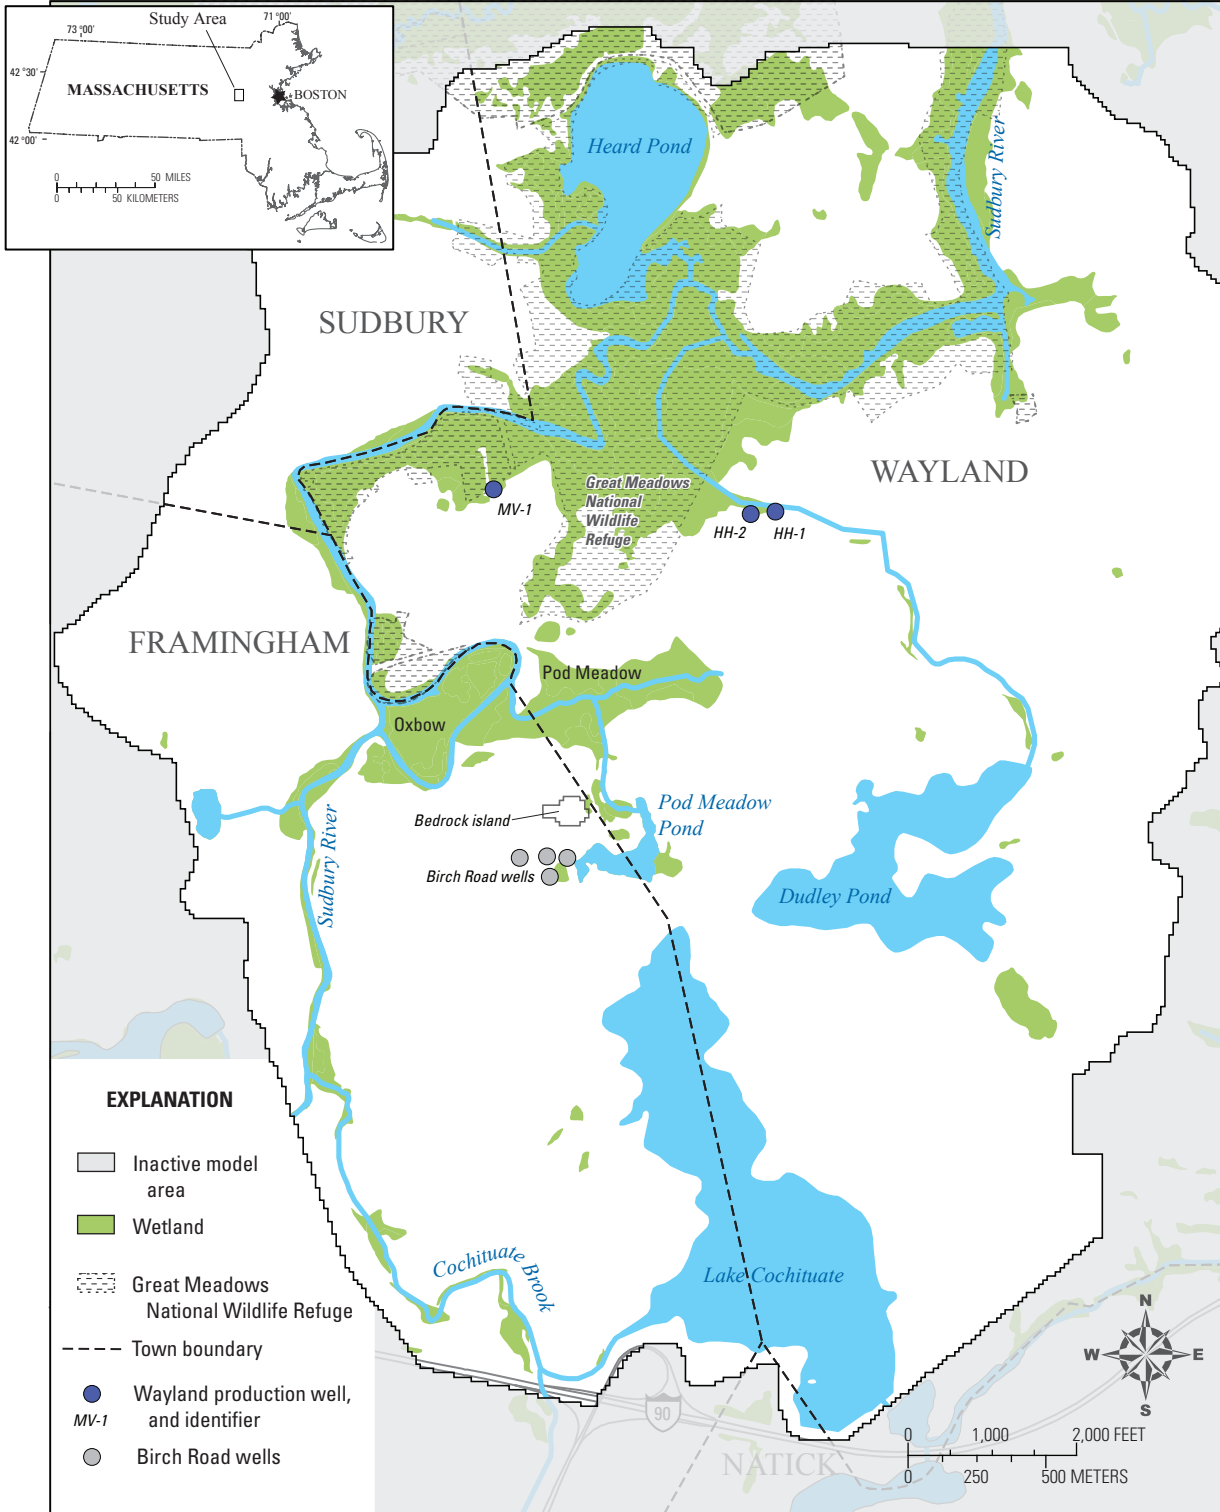 73 °00'
Study Area
71 °00'
42 °30'
MASSACHUSETTS
BOSTON
42 °00'
0 50 MILES
0 50 KILOMETERS
Heard Pond
Sudbury River
SUDBURY
WAYLAND
Great Meadows
National
Wildlife
Refuge
MV-1
HH-2
HH-1
FRAMINGHAM
Pod Meadow
Oxbow
Bedrock island
Pod Meadow
Pond
Birch Road wells
Dudley Pond
Sudbury River
Cochituate Brook
Lake Cochituate
90
NATICK
EXPLANATION
Inactive model
area
Wetland
Great Meadows
National Wildlife Refuge
Town boundary
Wayland production well,
and identifier
MV-1
Birch Road wells
N
W
E
S
0 1,000 2,000 FEET
0 250 500 METERS